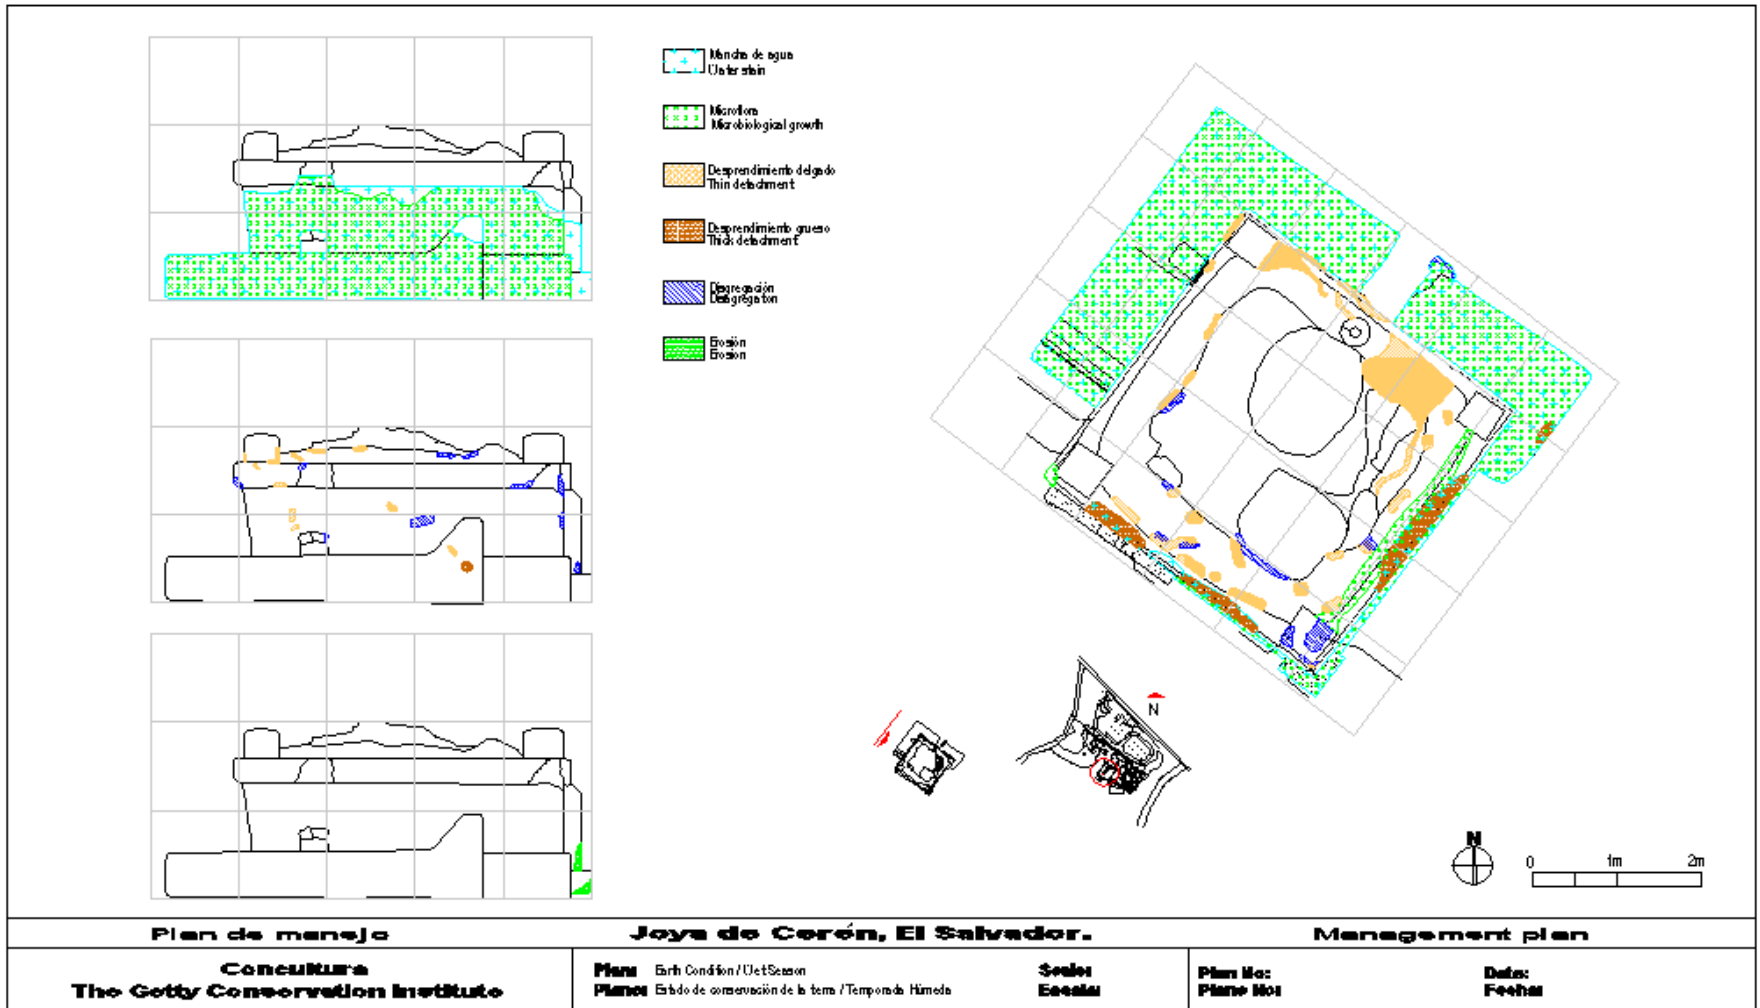 Mancha de agua
Water stain
Microflora
Microbiological growth
Desprendimiento delgado
Thin detachment
Desprendimiento grueso
Thick detachment
Disgregación
Disagregation
Erosión
Erosion
N
N
0 1m 2m
Plan de manejo
Joya de Cerén, El Salvador.
Management plan
Concultura
The Getty Conservation Institute
Plan: Earth Condition / Wet Season
Plano: Estado de conservación de la tierra / Temporada Húmeda
Scale:
Escala:
Plan No:
Plano No:
Date:
Fecha: